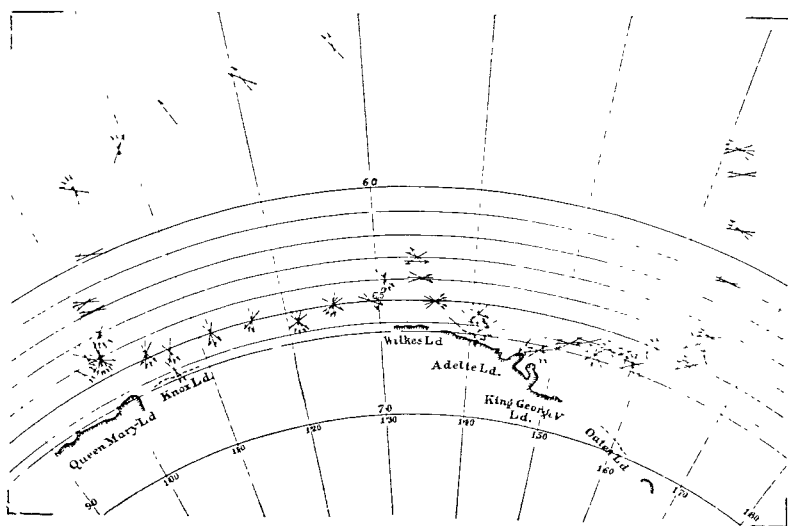 60
Wilkes Ld
Adelie Ld.
Knox Ld.
King George V
Ld.
70
Queen Mary Ld
Oates Ld
90
100
110
120
130
140
150
160
170
180